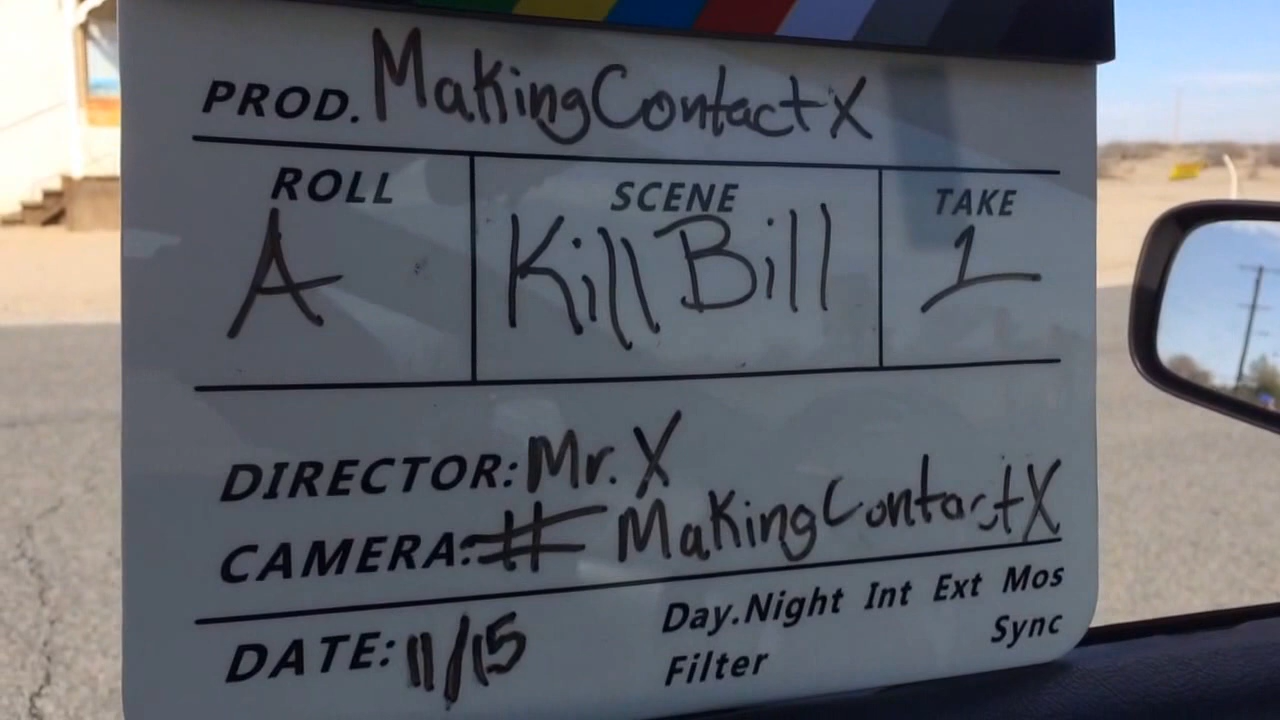 PROD. MakingContactX
ROLL SCENE TAKE
A Kill Bill 1
DIRECTOR: Mr. X
CAMERA: # MakingContactX
DATE: 11/15 Day.Night Int Ext Mos
Sync
Filter